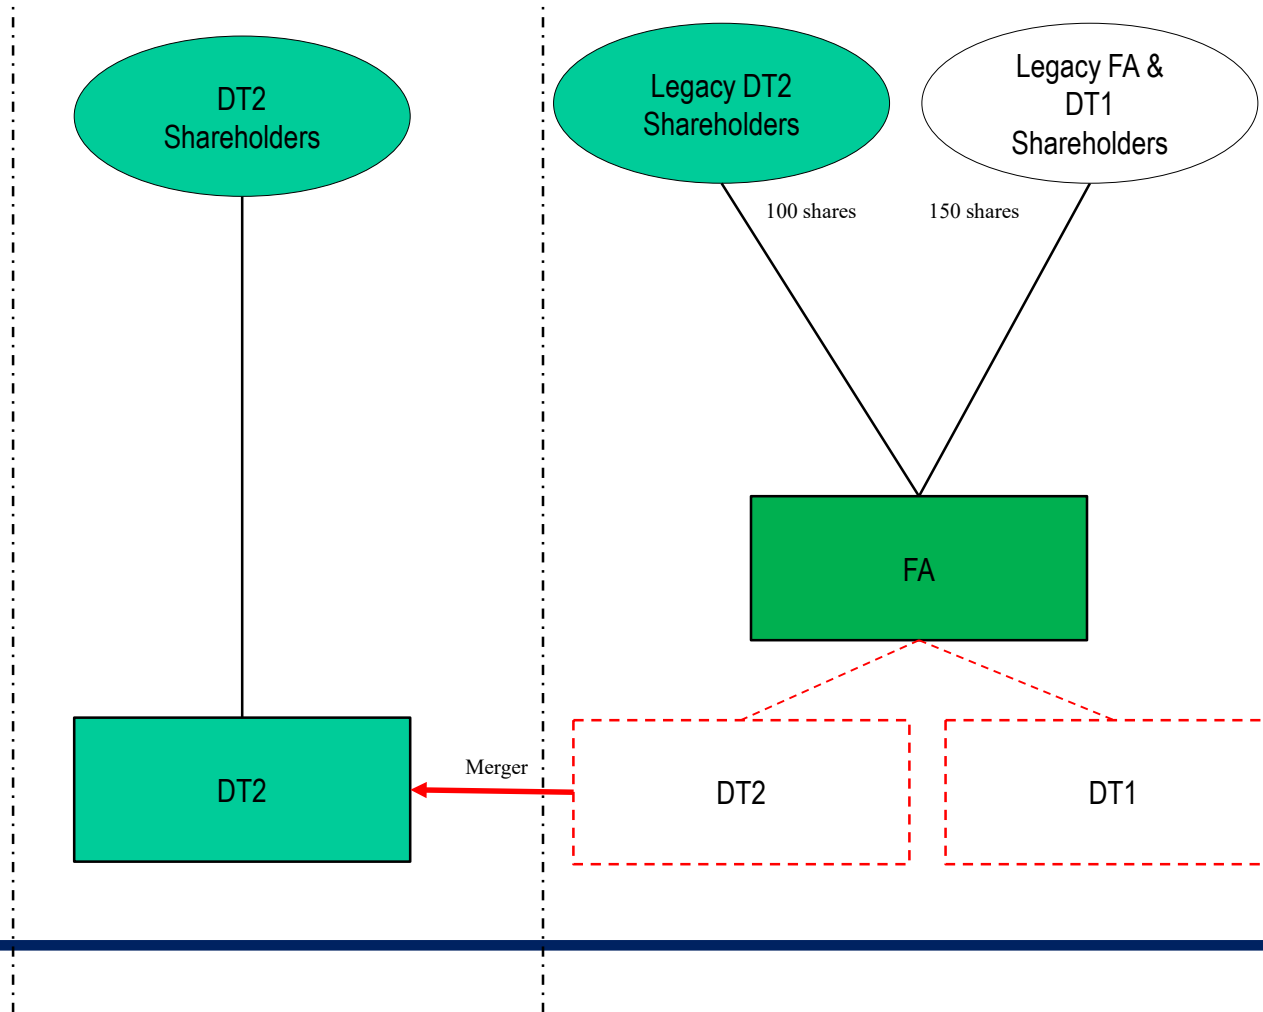 DT2
Shareholders
Legacy DT2
Shareholders
Legacy FA &
DT1
Shareholders
100 shares
150 shares
FA
DT2
Merger
DT2
DT1